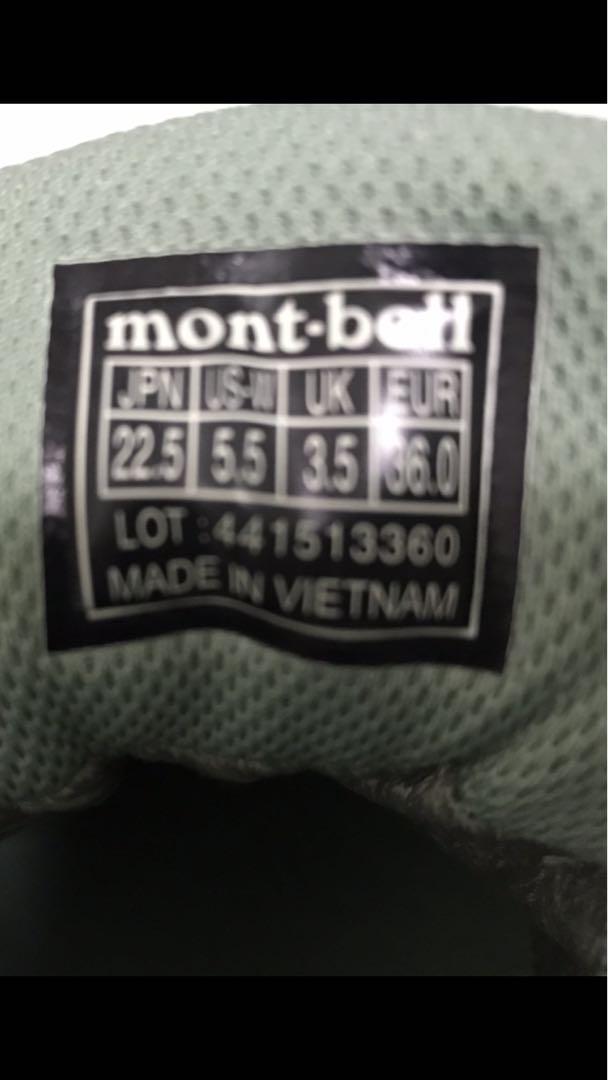 mont-bell
JPN US-W UK EUR
22.5 5.5 3.5 36.0
LOT:441513360
MADE IN VIETNAM